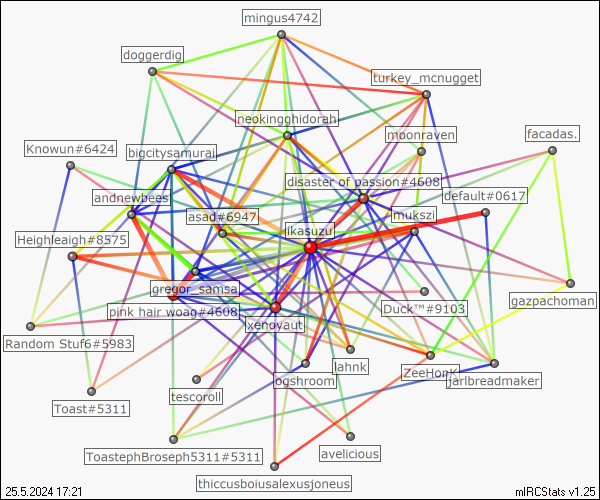 mingus4742
doggerdig
turkey_mcnugget
neokingghidorah
moonraven
facadas.
Knowun#6424
bigcitysamurai
disaster of passion#4608
default#0617
andrewbees
asad#6947
mukszi
ikasuzu
Heighleaigh#8575
gregor_samsa
gazpachoman
pink hair woag#4608
Duck™#9103
xenoyaut
Random Stuf6#5983
lahnk
ZeeHonK
ogshroom
jarlbreadmaker
tescoroll
Toast#5311
avelicious
ToastephBroseph5311#5311
thiccusboiusalexusjoneus
25.5.2024 17:21
mIRCStats v1.25